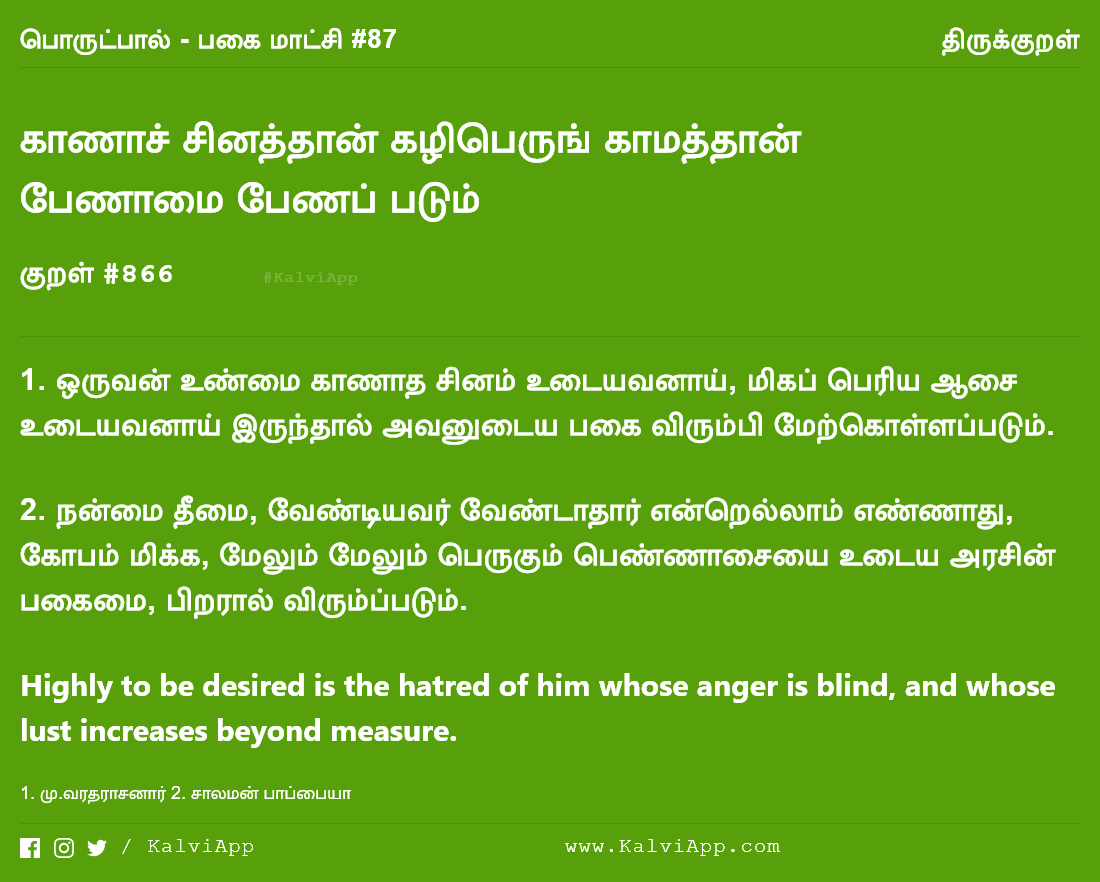 பொருட்பால் - பகை மாட்சி #87
திருக்குறள்
காணாச் சினத்தான் கழிபெருங் காமத்தான்
பேணாமை பேணப் படும்
குறள் #866
#KalviApp
1. ஒருவன் உண்மை காணாத சினம் உடையவனாய், மிகப் பெரிய ஆசை
உடையவனாய் இருந்தால் அவனுடைய பகை விரும்பி மேற்கொள்ளப்படும்.
2. நன்மை தீமை, வேண்டியவர் வேண்டாதார் என்றெல்லாம் எண்ணாது,
கோபம் மிக்க, மேலும் மேலும் பெருகும் பெண்ணாசையை உடைய அரசின்
பகைமை, பிறரால் விரும்ப்படும்.
Highly to be desired is the hatred of him whose anger is blind, and whose
lust increases beyond measure.
1. மு.வரதராசனார் 2. சாலமன் பாப்பையா
/ KalviApp
www.KalviApp.com